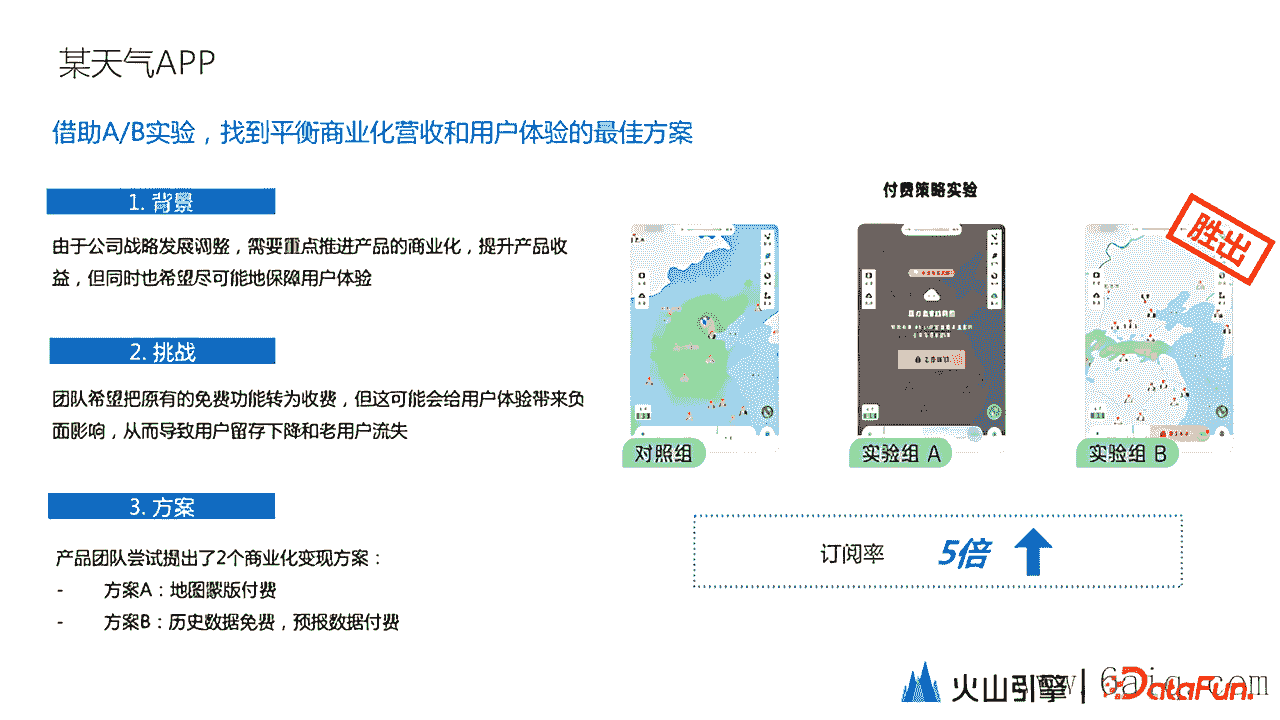 某天气APP
借助A/B实验，找到平衡商业化营收和用户体验的最佳方案
1. 背景
由于公司战略发展调整，需要重点推进产品的商业化，提升产品收
益，但同时也希望尽可能地保障用户体验
2. 挑战
团队希望把原有的免费功能转为收费，但这可能会给用户体验带来负
面影响，从而导致用户留存下降和老用户流失
3. 方案
产品团队尝试提出了2个商业化变现方案：
- 方案A：地图蒙版付费
- 方案B：历史数据免费，预报数据付费
付费策略实验
胜出
对照组
实验组 A
实验组 B
订阅率 5倍
火山引擎
www.6aiq.com
DataFun.